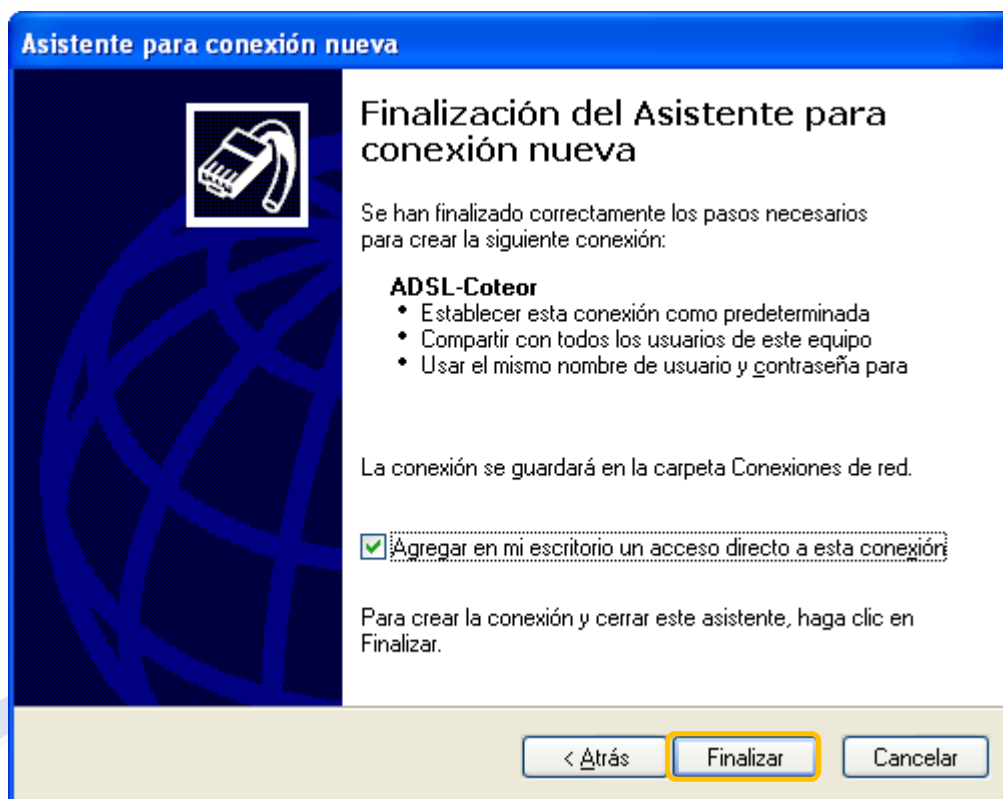 Asistente para conexión nueva
Finalización del Asistente para
conexión nueva
Se han finalizado correctamente los pasos necesarios
para crear la siguiente conexión:
ADSL-Coteor
• Establecer esta conexión como predeterminada
• Compartir con todos los usuarios de este equipo
• Usar el mismo nombre de usuario y contraseña para
La conexión se guardará en la carpeta Conexiones de red.
Agregar en mi escritorio un acceso directo a esta conexión
Para crear la conexión y cerrar este asistente, haga clic en
Finalizar.
< Atrás Finalizar Cancelar